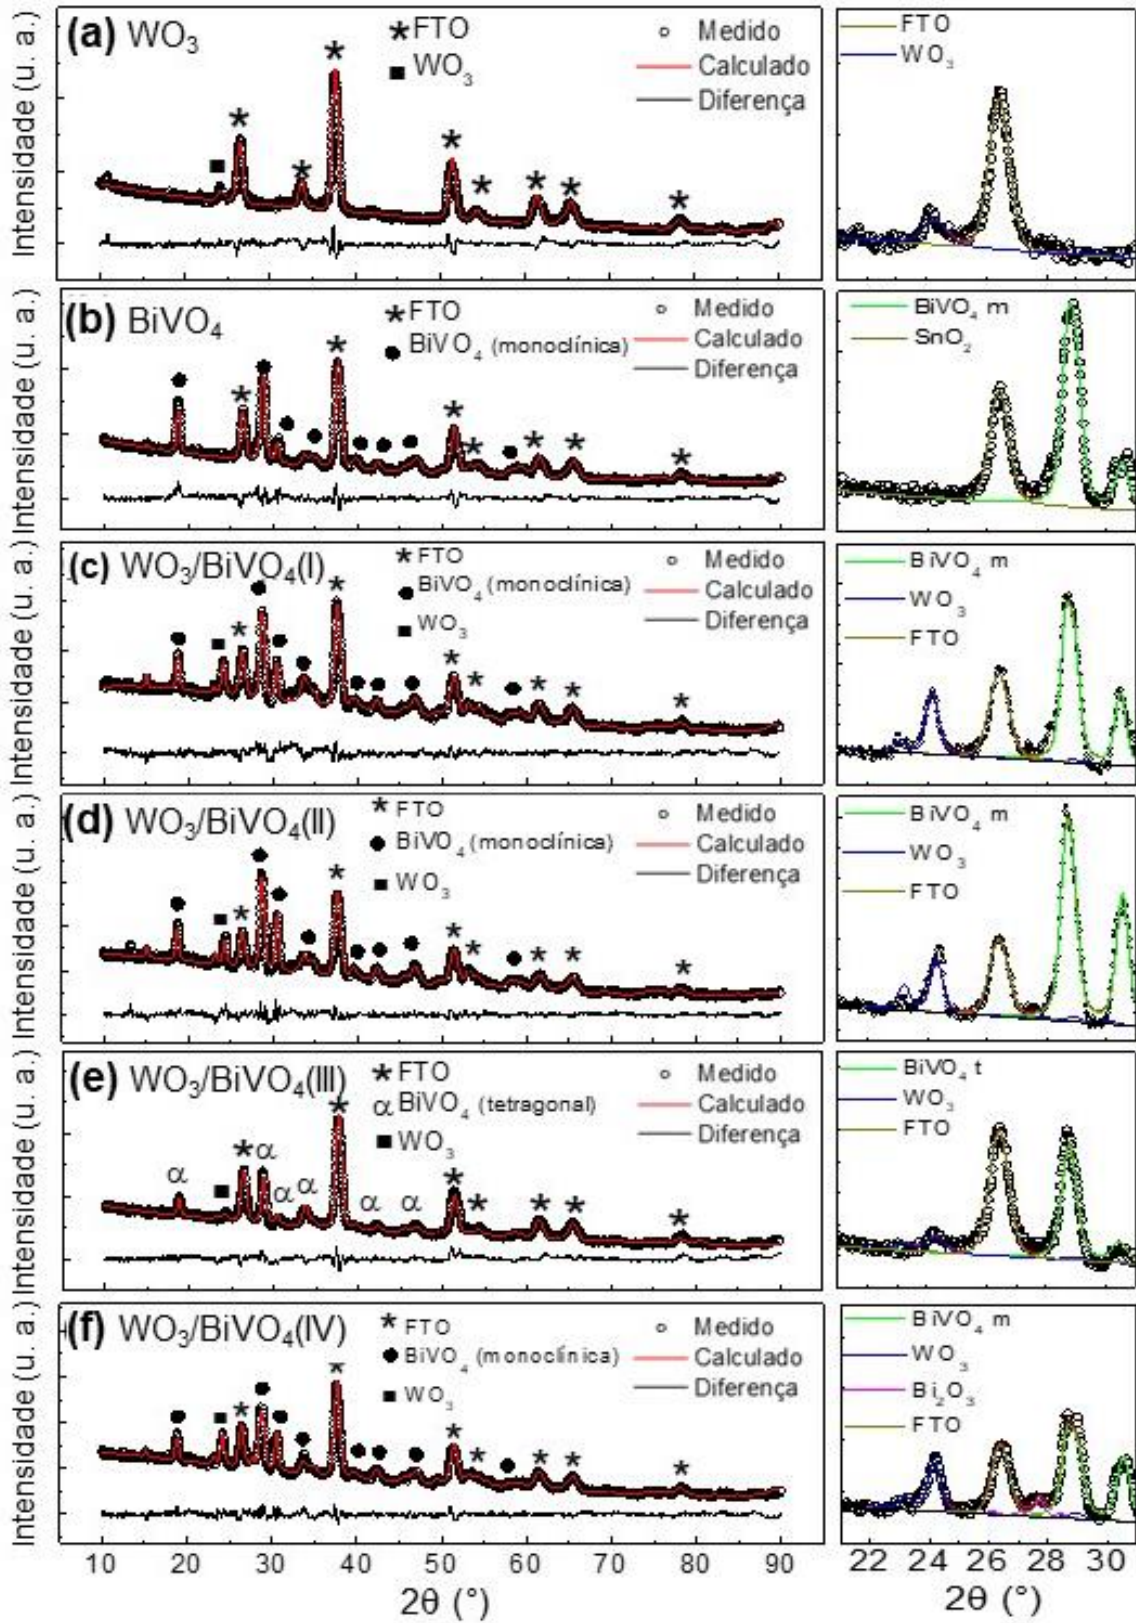 (a) WO₃
*FTO
■ WO₃
Medido
Calculado
Diferença
Intensidade (u. a.)
FTO
WO₃
(b) BiVO₄
*FTO
● BiVO₄ (monoclínica)
Medido
Calculado
Diferença
Intensidade (u. a.)
BiVO₄ m
SnO₂
(c) WO₃/BiVO₄(I)
* FTO
● BiVO₄ (monoclínica)
■ WO₃
Medido
Calculado
Diferença
Intensidade (u. a.)
BiVO₄ m
WO₃
FTO
(d) WO₃/BiVO₄(II)
* FTO
● BiVO₄ (monoclínica)
■ WO₃
Medido
Calculado
Diferença
Intensidade (u. a.)
BiVO₄ m
WO₃
FTO
(e) WO₃/BiVO₄(III)
*FTO
α BiVO₄ (tetragonal)
■ WO₃
Medido
Calculado
Diferença
Intensidade (u. a.)
α α α α α α
BiVO₄ t
WO₃
FTO
(f) WO₃/BiVO₄(IV)
* FTO
● BiVO₄ (monoclínica)
■ WO₃
Medido
Calculado
Diferença
Intensidade (u. a.)
BiVO₄ m
WO₃
Bi₂O₃
FTO
10 20 30 40 50 60 70 80 90
2θ (°)
22 24 26 28 30
2θ (°)